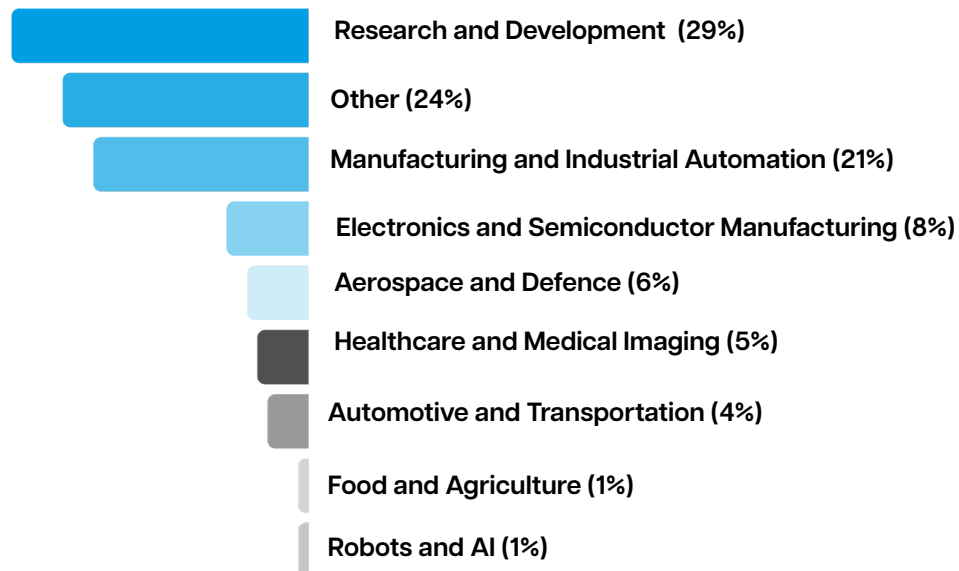 Research and Development (29%)
Other (24%)
Manufacturing and Industrial Automation (21%)
Electronics and Semiconductor Manufacturing (8%)
Aerospace and Defence (6%)
Healthcare and Medical Imaging (5%)
Automotive and Transportation (4%)
Food and Agriculture (1%)
Robots and AI (1%)